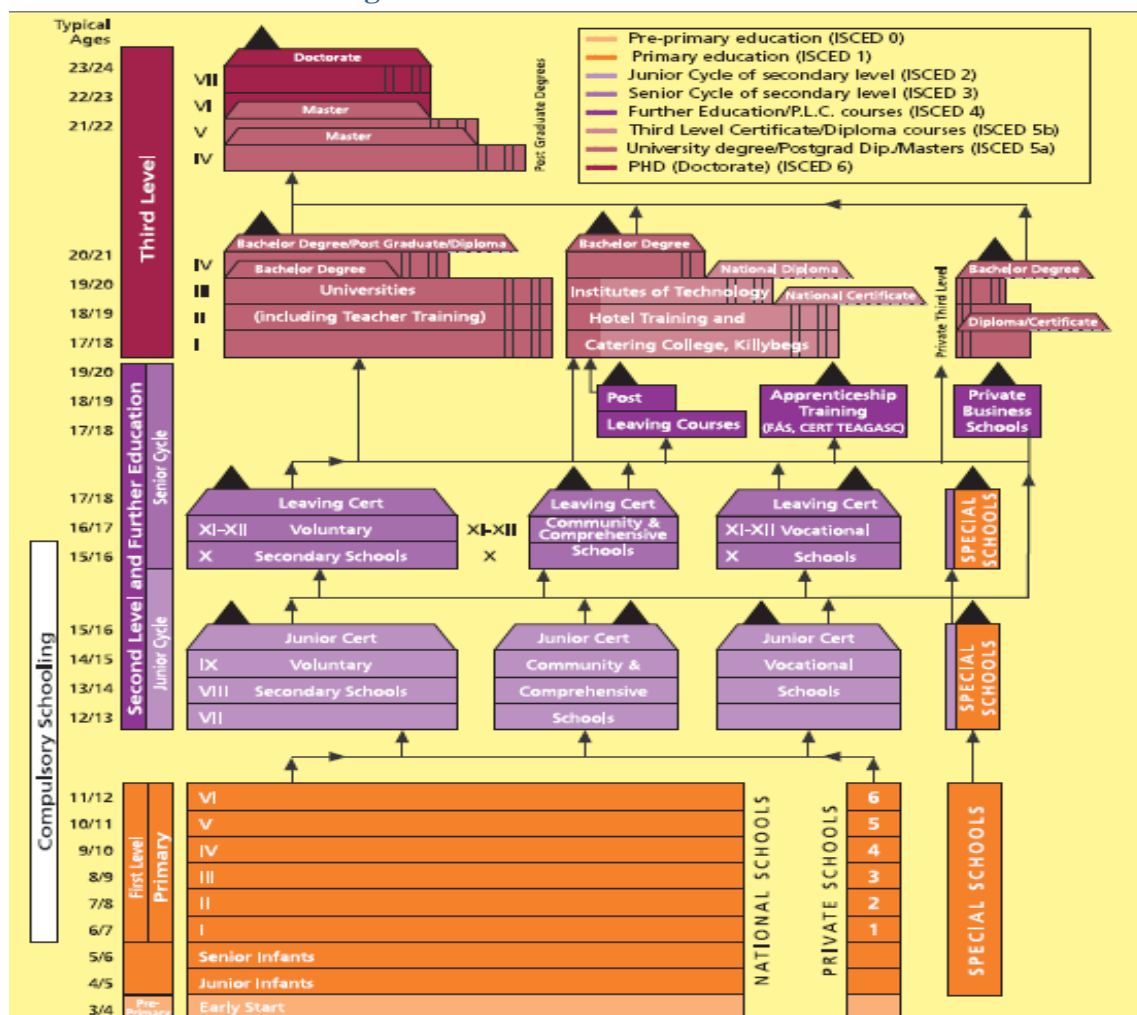 Typical
Ages
23/24
22/23
21/22
20/21
19/20
18/19
17/18
19/20
18/19
17/18
17/18
16/17
15/16
15/16
14/15
13/14
12/13
11/12
10/11
9/10
8/9
7/8
6/7
5/6
4/5
3/4
Compulsory Schooling
Third Level
Second Level and Further Education
Senior Cycle
Junior Cycle
First Level
Primary
Pre-
Primary
Pre-primary education (ISCED 0)
Primary education (ISCED 1)
Junior Cycle of secondary level (ISCED 2)
Senior Cycle of secondary level (ISCED 3)
Further Education/P.L.C. courses (ISCED 4)
Third Level Certificate/Diploma courses (ISCED 5b)
University degree/Postgrad Dip./Masters (ISCED 5a)
PHD (Doctorate) (ISCED 6)
Doctorate
VII
VI
Master
V
Master
IV
Post Graduate Degrees
Bachelor Degree/Post Graduate/Diploma
IV
Bachelor Degree
III
Universities
II
(including Teacher Training)
I
Bachelor Degree
National Diploma
Institutes of Technology
National Certificate
Hotel Training and
Catering College, Killybegs
Private Third Level
Bachelor Degree
Diploma/Certificate
Post
Leaving Courses
Apprenticeship
Training
(FÁS, CERT TEAGASC)
Private
Business
Schools
Leaving Cert
XI-XII Voluntary
X Secondary Schools
XI-XII
X
Leaving Cert
Community &
Comprehensive
Schools
Leaving Cert
XI-XII Vocational
X Schools
SPECIAL
SCHOOLS
Junior Cert
IX Voluntary
VIII Secondary Schools
VII
Junior Cert
Community &
Comprehensive
Schools
Junior Cert
Vocational
Schools
SPECIAL
SCHOOLS
VI
V
IV
III
II
I
Senior Infants
Junior Infants
Early Start
NATIONAL SCHOOLS
PRIVATE SCHOOLS
6
5
4
3
2
1
SPECIAL SCHOOLS